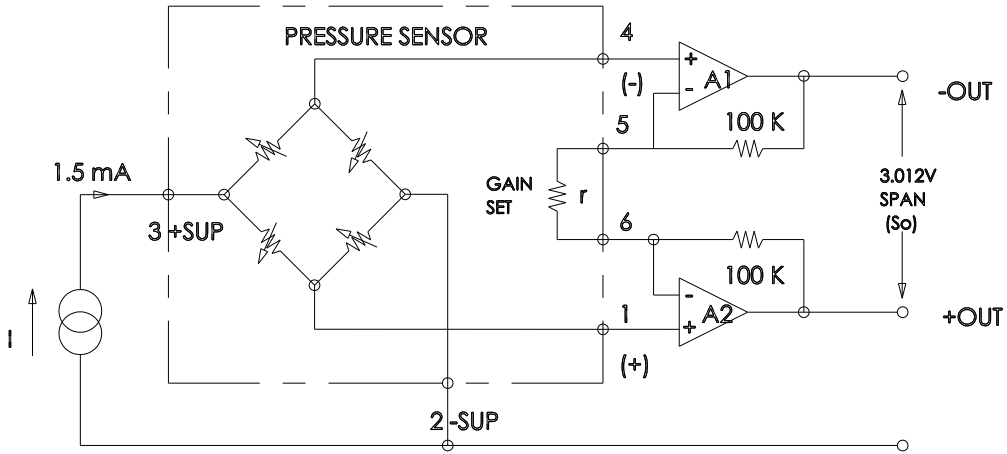 PRESSURE SENSOR
4
+
A1
-
(-)
-OUT
5
100 K
1.5 mA
GAIN
SET
r
3.012V
SPAN
(So)
3 +SUP
6
100 K
-
1
A2
+
+OUT
I
(+)
2 -SUP